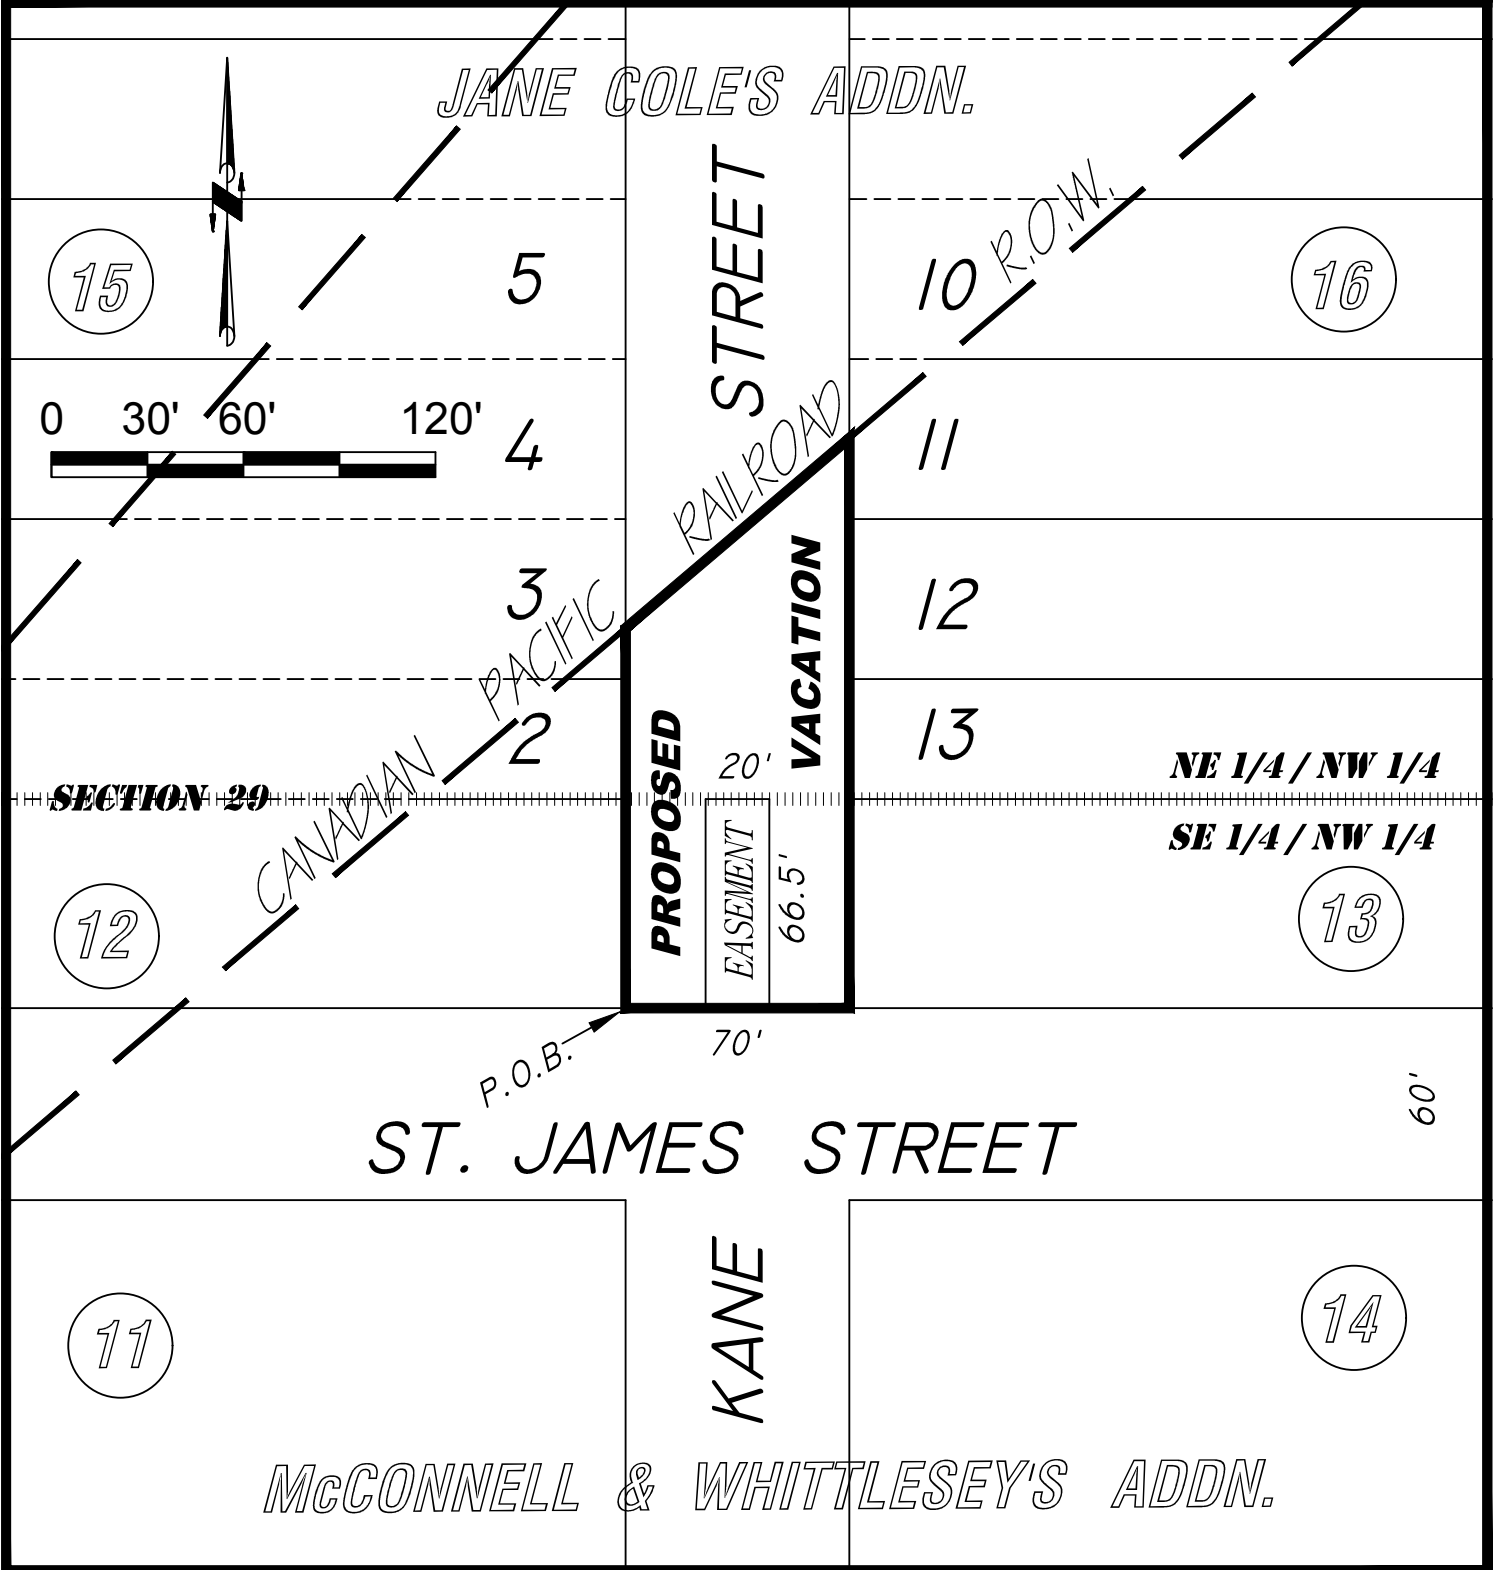 JANE COLE'S ADDN.
STREET
R.O.W.
15
5
10
16
0 30' 60' 120'
4
11
RAILROAD
3
12
PACIFIC
VACATION
2
13
CANADIAN
PROPOSED
20'
NE 1/4 / NW 1/4
SECTION 29
SE 1/4 / NW 1/4
EASEMENT
66.5'
12
13
P.O.B.
70'
60'
ST. JAMES STREET
KANE
11
14
McCONNELL & WHITTLESEY'S ADDN.